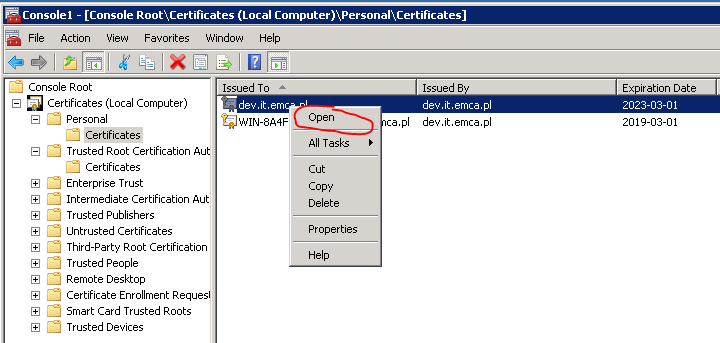 Console1 - [Console Root\Certificates (Local Computer)\Personal\Certificates]
File Action View Favorites Window Help
Console Root
Certificates (Local Computer)
Personal
Certificates
Trusted Root Certification Aut
Certificates
Enterprise Trust
Intermediate Certification Aut
Trusted Publishers
Untrusted Certificates
Third-Party Root Certification
Trusted People
Remote Desktop
Certificate Enrollment Reques
Smart Card Trusted Roots
Trusted Devices
Issued To Issued By Expiration Date
dev.it.emca.pl dev.it.emca.pl 2023-03-01
WIN-8A4F ca.pl dev.it.emca.pl 2019-03-01
Open
All Tasks
Cut
Copy
Delete
Properties
Help